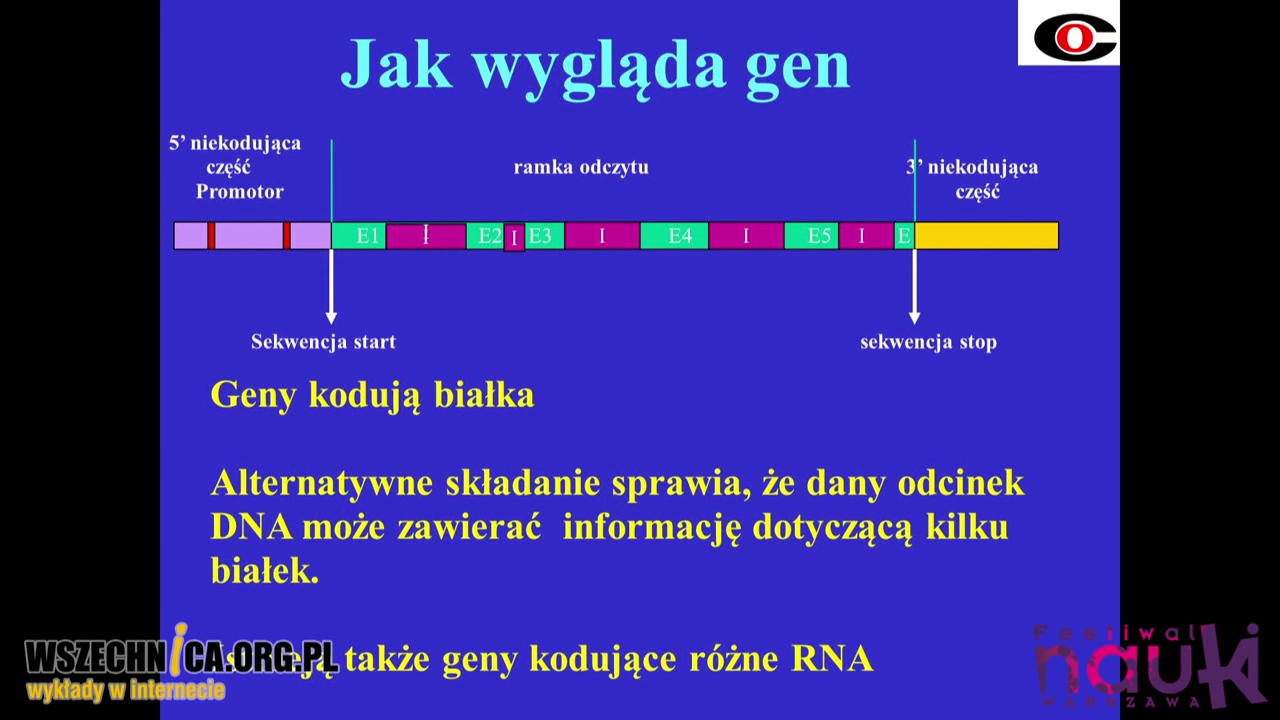 Jak wygląda gen
5’ niekodująca
część
Promotor
ramka odczytu
3’ niekodująca
część
E1 I E2 I E3 I E4 I E5 I E
Sekwencja start
sekwencja stop
Geny kodują białka
Alternatywne składanie sprawia, że dany odcinek
DNA może zawierać informację dotyczącą kilku
białek.
także geny kodujące różne RNA
WSZECHNICA.ORG.PL
wykłady w internecie
Festiwal
nauki
WARSZAWA